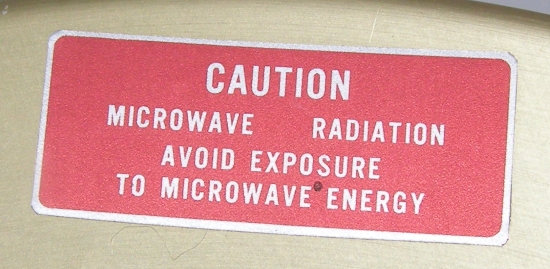 CAUTION
MICROWAVE RADIATION
AVOID EXPOSURE
TO MICROWAVE ENERGY